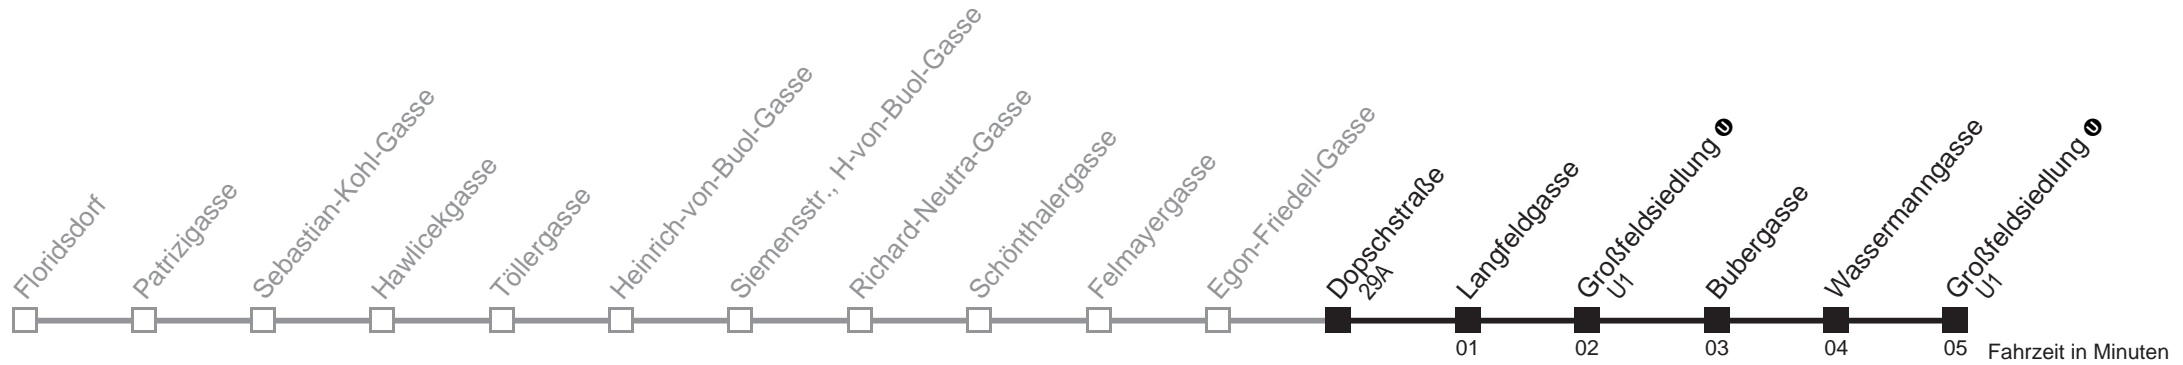 Floridsdorf
Patrizigasse
Sebastian-Kohl-Gasse
Hawlicekgasse
Töllergasse
Heinrich-von-Buol-Gasse
Siemensstr., H-von-Buol-Gasse
Richard-Neutra-Gasse
Schönthalergasse
Felmayergasse
Egon-Friedell-Gasse
Dopschstraße
29A
Langfeldgasse
Großfeldsiedlung U
U1
Bubergasse
Wassermanngasse
Großfeldsiedlung U
U1
01 02 03 04 05 Fahrzeit in Minuten